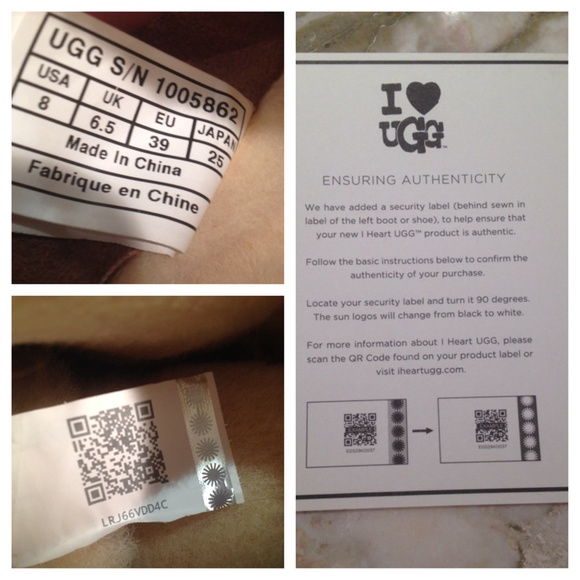 UGG S/N 1005862
USA UK EU JAPAN
8 6.5 39 25
Made In China
Fabrique en Chine
LRJ66VDD4C
I
UGG™
ENSURING AUTHENTICITY
We have added a security label (behind sewn in
label of the left boot or shoe), to help ensure that
your new I Heart UGG™ product is authentic.
Follow the basic instructions below to confirm the
authenticity of your purchase.
Locate your security label and turn it 90 degrees.
The sun logos will change from black to white.
For more information about I Heart UGG, please
scan the QR Code found on your product label or
visit iheartugg.com.